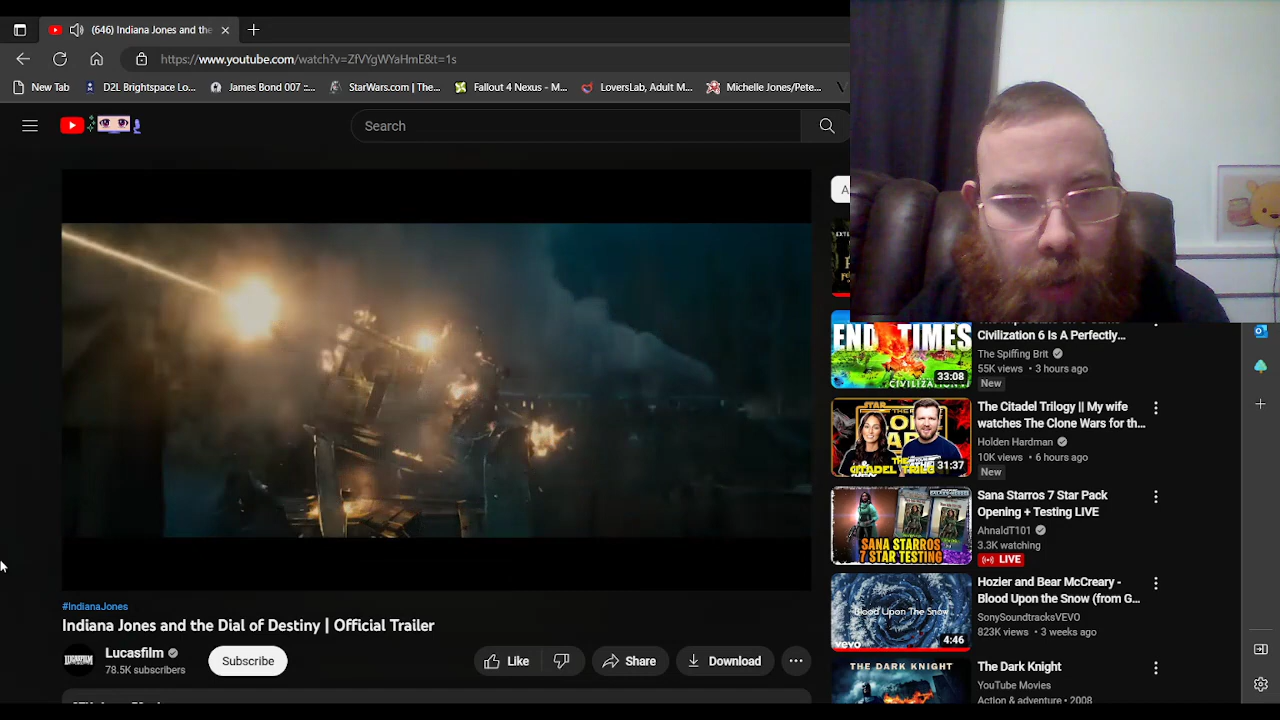 (646) Indiana Jones and the
https://www.youtube.com/watch?v=ZfVYgWYaHmE&t=1s
New Tab
D2L Brightspace Lo...
James Bond 007 ::...
StarWars.com | The...
Fallout 4 Nexus - M...
LoversLab, Adult M...
Michelle Jones/Pete...
Search
A
END TIMES
33:08
Civilization 6 Is A Perfectly...
The Spiffing Brit
55K views • 3 hours ago
New
STAR
31:37
The Citadel Trilogy || My wife
watches The Clone Wars for th...
Holden Hardman
10K views • 6 hours ago
New
SANA STARROS
7 STAR TESTING
Sana Starros 7 Star Pack
Opening + Testing LIVE
AhnaldT101
3.3K watching
LIVE
Blood Upon The Snow
vevo
4:46
Hozier and Bear McCreary -
Blood Upon the Snow (from G...
SonySoundtracksVEVO
823K views • 3 weeks ago
THE DARK KNIGHT
The Dark Knight
YouTube Movies
Action & adventure • 2008
#IndianaJones
Indiana Jones and the Dial of Destiny | Official Trailer
LUCASFILM
Lucasfilm
78.5K subscribers
Subscribe
Like
Share
Download